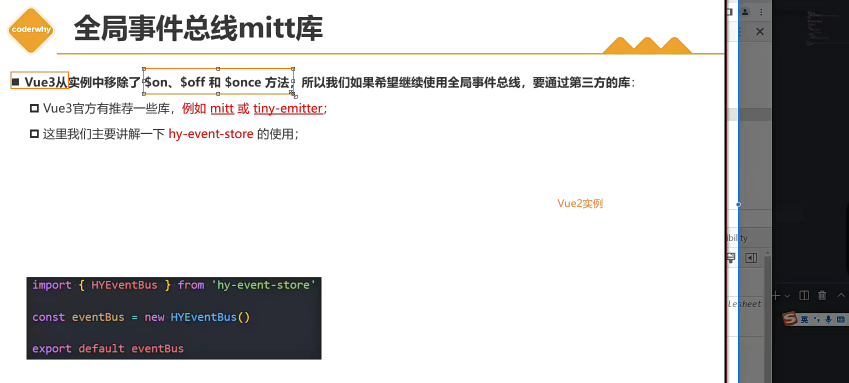 coderwhy
全局事件总线mitt库
Vue3从实例中移除了 $on、$off 和 $once 方法，所以我们如果希望继续使用全局事件总线，要通过第三方的库：
Vue3官方有推荐一些库，例如 mitt 或 tiny-emitter；
这里我们主要讲解一下 hy-event-store 的使用；
Vue2实例
import { HYEventBus } from 'hy-event-store'
const eventBus = new HYEventBus()
export default eventBus
bility
lesheet
英